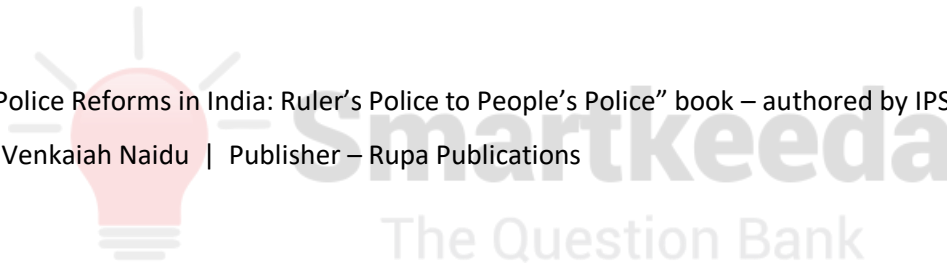 Police Reforms in India: Ruler’s Police to People’s Police” book – authored by IPS
Venkaiah Naidu | Publisher – Rupa Publications
Smartkeeda
The Question Bank